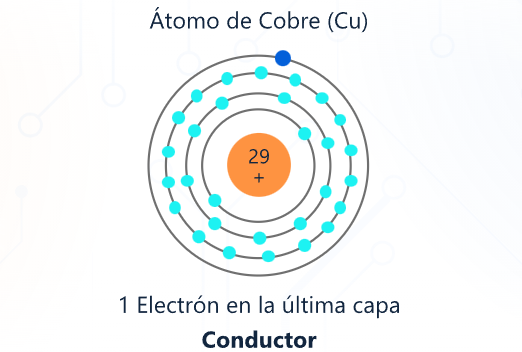 Átomo de Cobre (Cu)
29
+
1 Electrón en la última capa
Conductor